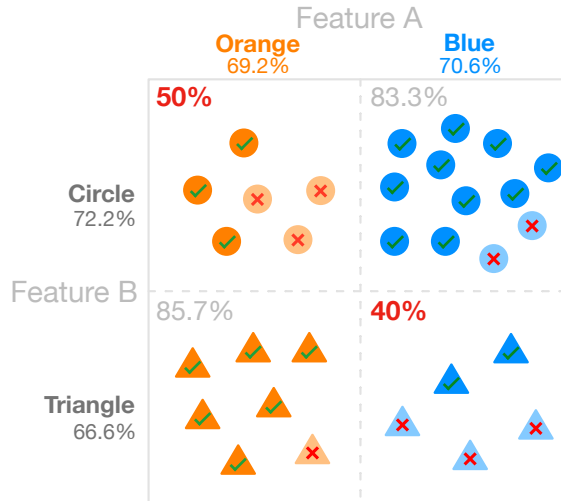 Feature A
Orange
69.2%
Blue
70.6%
50%
83.3%
Circle
72.2%
Feature B
85.7%
40%
Triangle
66.6%